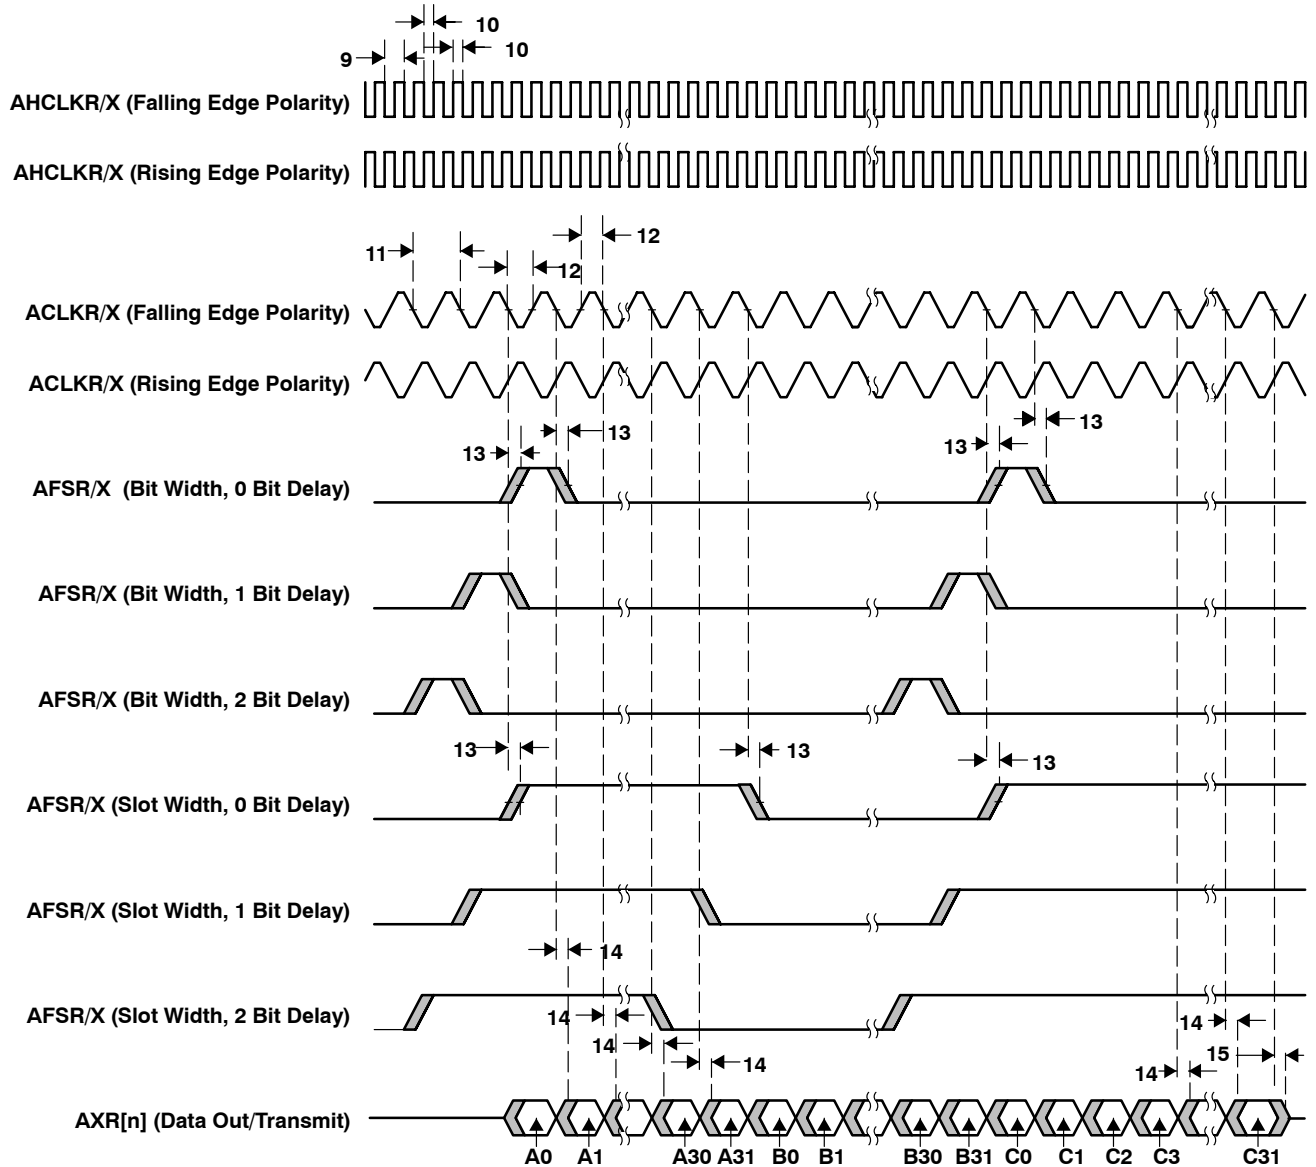 10
10
9
AHCLKR/X (Falling Edge Polarity)
AHCLKR/X (Rising Edge Polarity)
12
11
12
ACLKR/X (Falling Edge Polarity)
ACLKR/X (Rising Edge Polarity)
13
13
13
13
AFSR/X (Bit Width, 0 Bit Delay)
AFSR/X (Bit Width, 1 Bit Delay)
AFSR/X (Bit Width, 2 Bit Delay)
13
13
13
AFSR/X (Slot Width, 0 Bit Delay)
AFSR/X (Slot Width, 1 Bit Delay)
14
AFSR/X (Slot Width, 2 Bit Delay)
14
14
14
14
14
15
AXR[n] (Data Out/Transmit)
A0 A1 A30 A31 B0 B1 B30 B31 C0 C1 C2 C3 C31